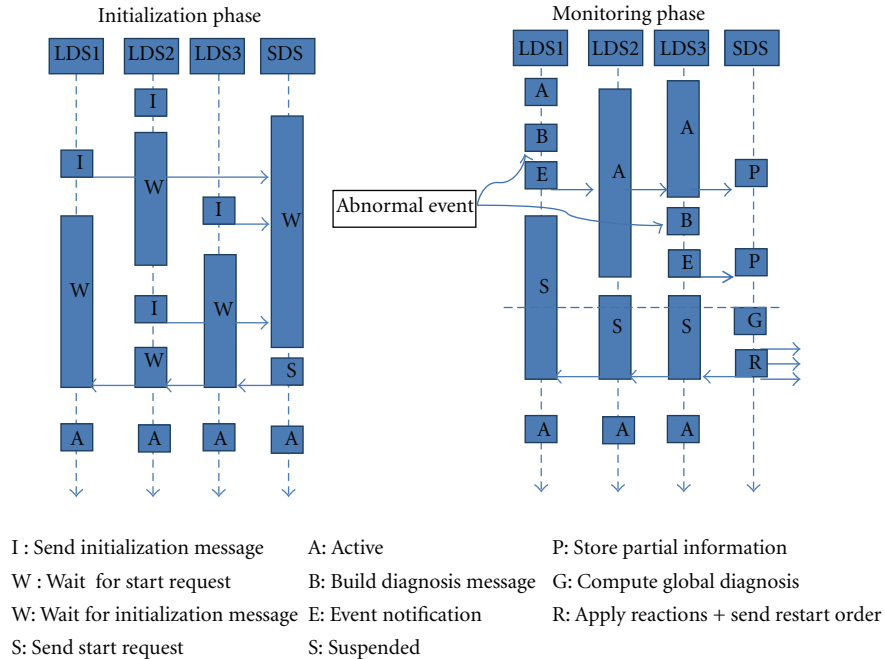 Initialization phase
Monitoring phase
LDS1 LDS2 LDS3 SDS
LDS1 LDS2 LDS3 SDS
I
I
W
W
I
W
W
I
W
S
A A A A
A
B
E
A
A
P
Abnormal event
B
E
P
S
S
S
G
R
A A A
I : Send initialization message
W : Wait for start request
W: Wait for initialization message
S: Send start request
A: Active
B: Build diagnosis message
E: Event notification
S: Suspended
P: Store partial information
G: Compute global diagnosis
R: Apply reactions + send restart order